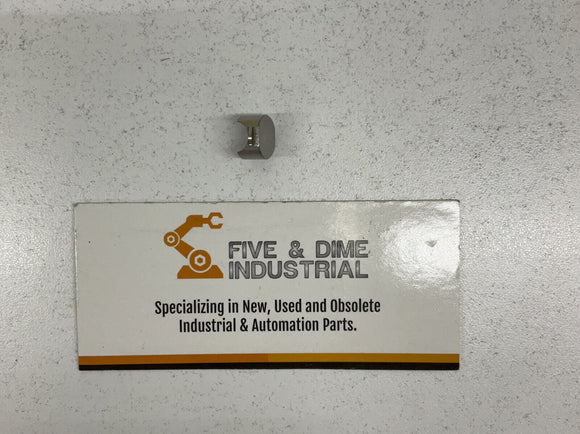 FIVE & DIME
INDUSTRIAL
Specializing in New, Used and Obsolete
Industrial & Automation Parts.